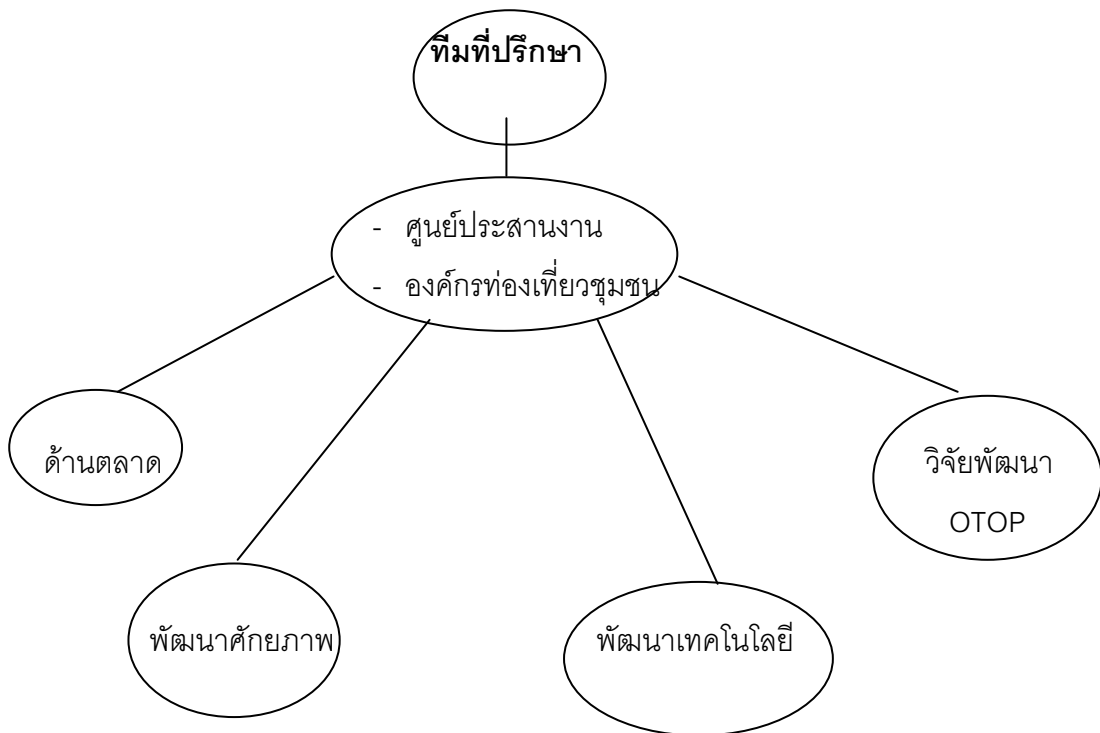 ทีมที่ปรึกษา
- ศูนย์ประสานงาน
- องค์กรท่องเที่ยวชุมชน
ด้านตลาด
วิจัยพัฒนา
OTOP
พัฒนาศักยภาพ
พัฒนาเทคโนโลยี